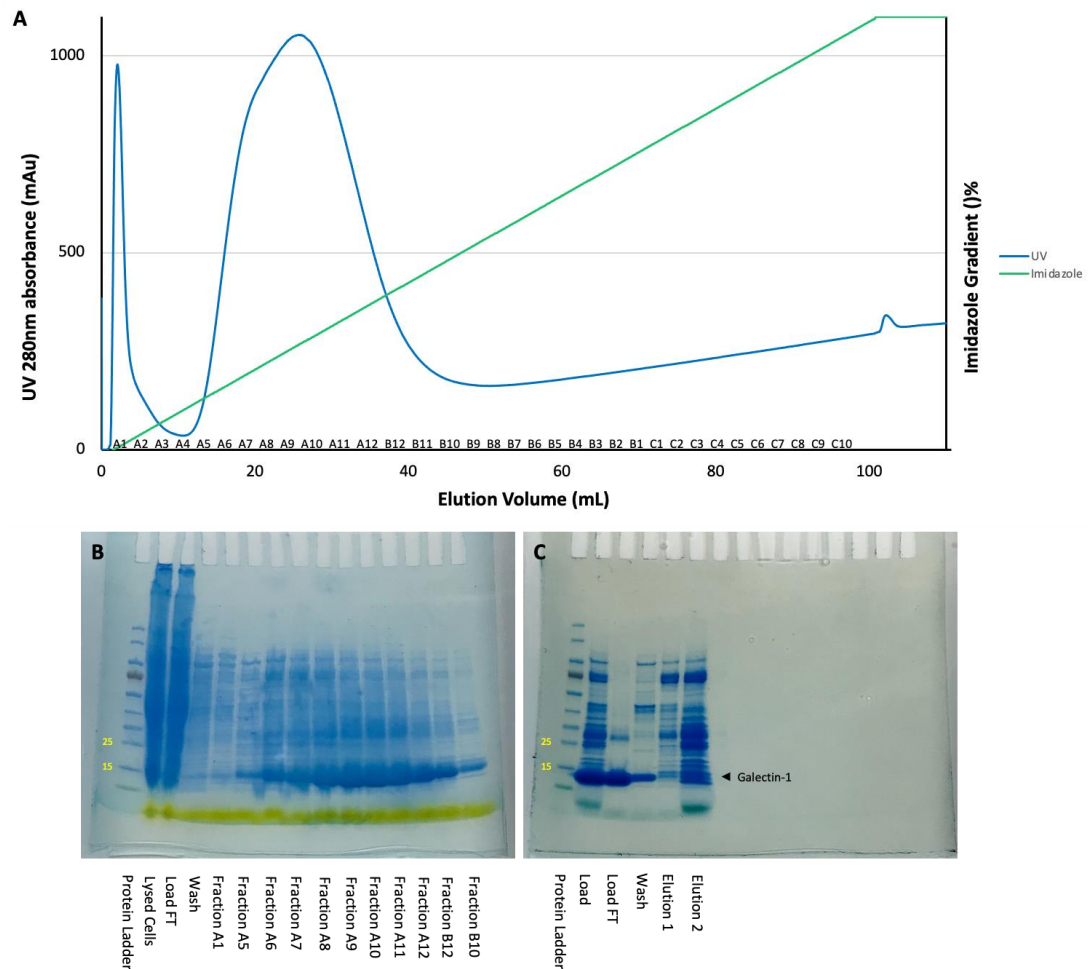 A
1000
500
0
UV 280nm absorbance (mAu)
Imidazole Gradient ()%
UV
Imidazole
A1 A2 A3 A4 A5 A6 A7 A8 A9 A10 A11 A12 B12 B11 B10 B9 B8 B7 B6 B5 B4 B3 B2 B1 C1 C2 C3 C4 C5 C6 C7 C8 C9 C10
0 20 40 60 80 100
Elution Volume (mL)
B
25
15
Protein Ladder
Lysed Cells
Load FT
Wash
Fraction A1
Fraction A5
Fraction A6
Fraction A7
Fraction A8
Fraction A9
Fraction A10
Fraction A11
Fraction A12
Fraction B12
Fraction B10
C
25
15
Galectin-1
Protein Ladder
Load
Load FT
Wash
Elution 1
Elution 2